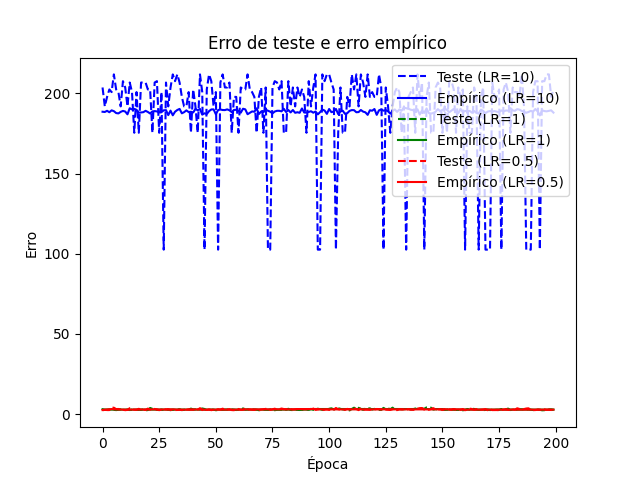 Erro de teste e erro empírico
Teste (LR=10)
Empírico (LR=10)
Teste (LR=1)
Empírico (LR=1)
Teste (LR=0.5)
Empírico (LR=0.5)
Erro
200
150
100
50
0
0 25 50 75 100 125 150 175 200
Época